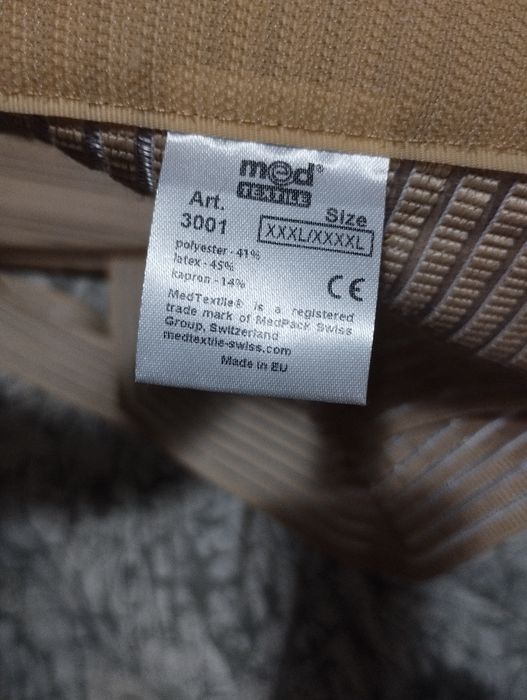 med®
TEXTILE
Art.
3001
Size
XXXL/XXXXL
polyester - 41%
latex - 45%
kapron - 14%
CE
MedTextile® is a registered
trade mark of MedPack Swiss
Group, Switzerland
medtextile-swiss.com
Made in EU